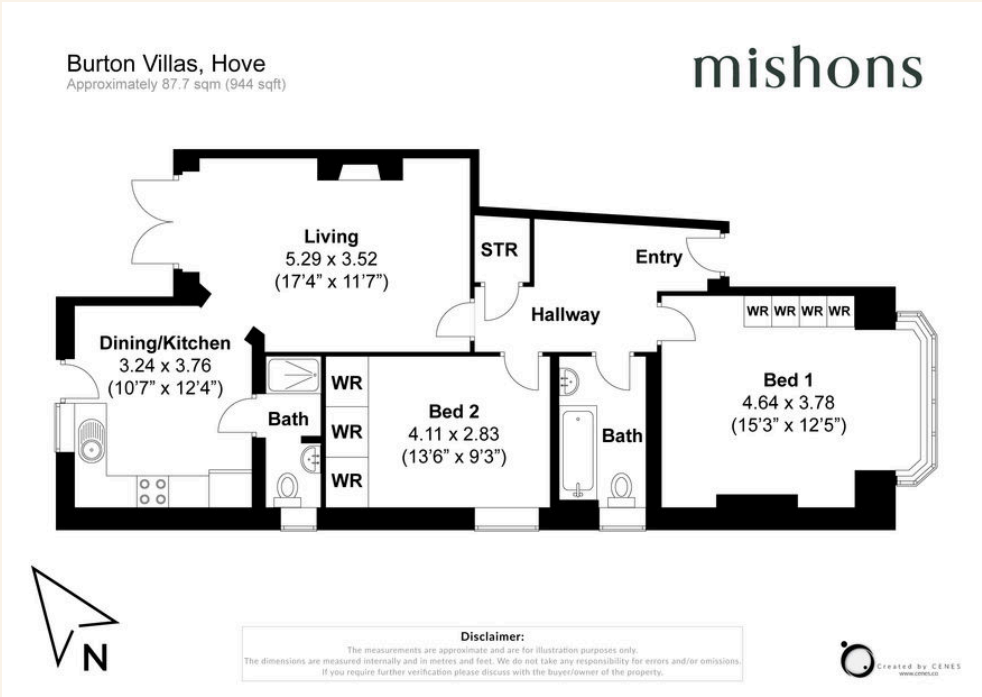 Burton Villas, Hove
Approximately 87.7 sqm (944 sqft)
mishons
Living
5.29 x 3.52
(17'4" x 11'7")
STR
Entry
Hallway
WR WR WR WR
Dining/Kitchen
3.24 x 3.76
(10'7" x 12'4")
Bath
WR
WR
WR
Bed 2
4.11 x 2.83
(13'6" x 9'3")
Bath
Bed 1
4.64 x 3.78
(15'3" x 12'5")
N
Disclaimer:
The measurements are approximate and are for illustration purposes only.
The dimensions are measured internally and in metres and feet. We do not take any responsibility for errors and/or omissions.
If you require further verification please discuss with the buyer/owner of the property.
Created by CENES
www.cenes.co